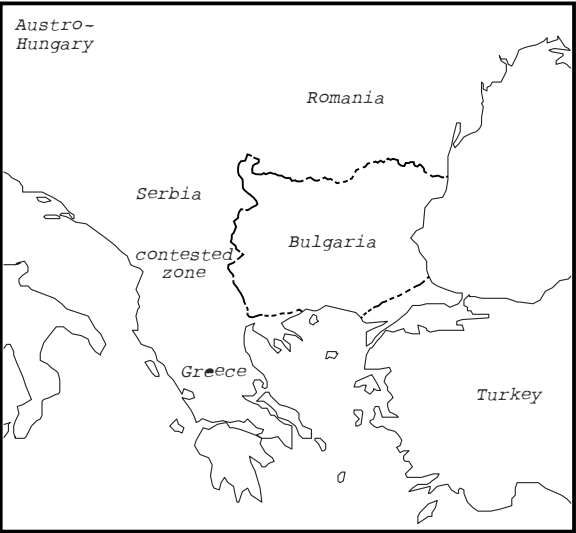 Austro-
Hungary
Romania
Serbia
Bulgaria
contested
zone
Greece
Turkey